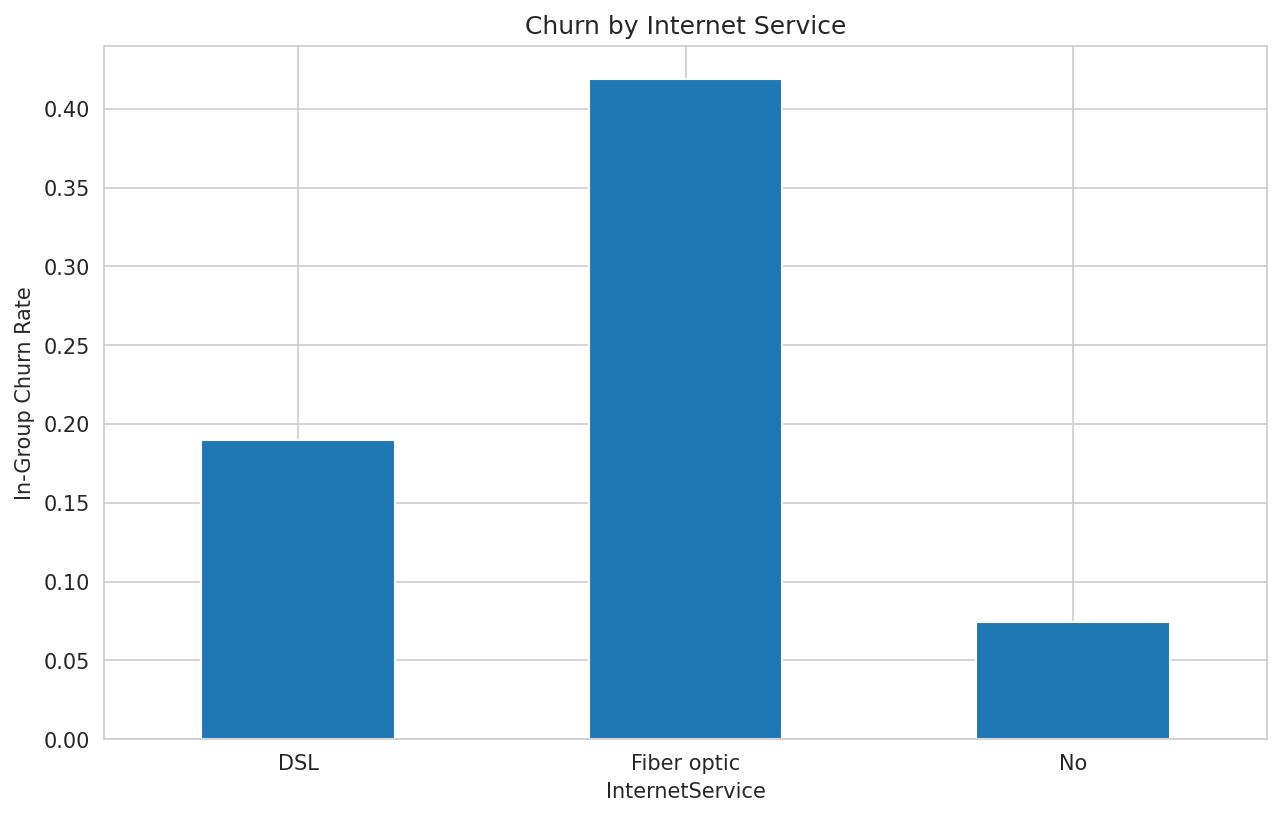 Churn by Internet Service
In-Group Churn Rate
0.40
0.35
0.30
0.25
0.20
0.15
0.10
0.05
0.00
DSL
Fiber optic
No
InternetService